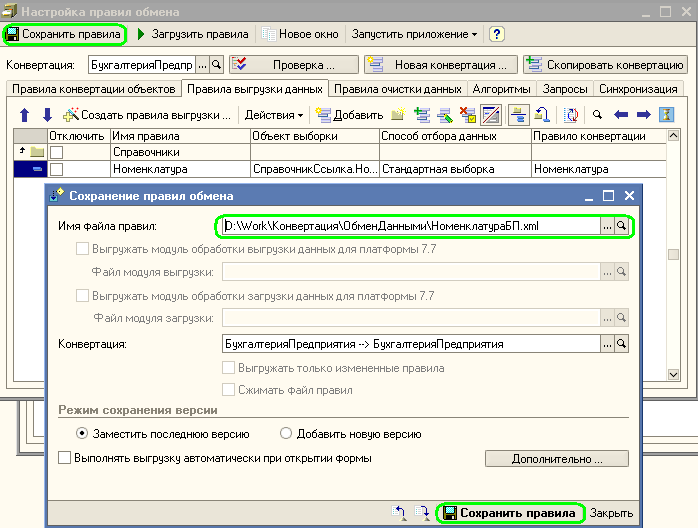 Настройка правил обмена
Сохранить правила Загрузить правила Новое окно Запустить приложение ?
Конвертация: БухгалтерияПредпр ... Проверка ... Новая конвертация ... Скопировать конвертацию
Правила конвертации объектов Правила выгрузки данных Правила очистки данных Алгоритмы Запросы Синхронизация
Создать правила выгрузки ... Действия Добавить
Отключить Имя правила Объект выборки Способ отбора данных Правило конвертации
Справочники
Номенклатура СправочникСсылка.Но... Стандартная выборка Номенклатура
Сохранение правил обмена
Имя файла правил: D:\Work\Конвертация\ОбменДанными\НоменклатураБП.xml ...
Выгружать модуль обработки выгрузки данных для платформы 7.7
Файл модуля выгрузки: ...
Выгружать модуль обработки загрузки данных для платформы 7.7
Файл модуля загрузки: ...
Конвертация: БухгалтерияПредприятия --> БухгалтерияПредприятия ...
Выгружать только измененные правила
Сжимать файл правил
Режим сохранения версии
Заместить последнюю версию Добавить новую версию
Выполнять выгрузку автоматически при открытии формы Дополнительно ...
Сохранить правила Закрыть